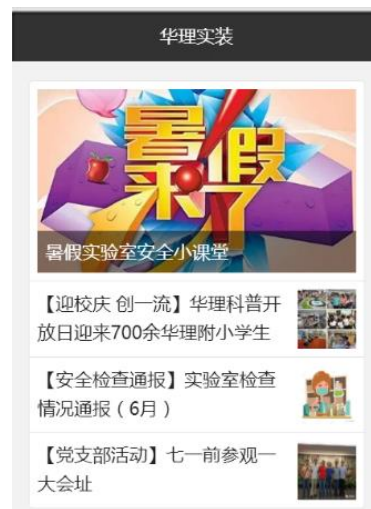 华理实装
暑假
来了
暑假实验室安全小课堂
【迎校庆 创一流】华理科普开
放日迎来700余华理附小学生
【安全检查通报】实验室检查
情况通报（6月）
【党支部活动】七一前参观一
大会址